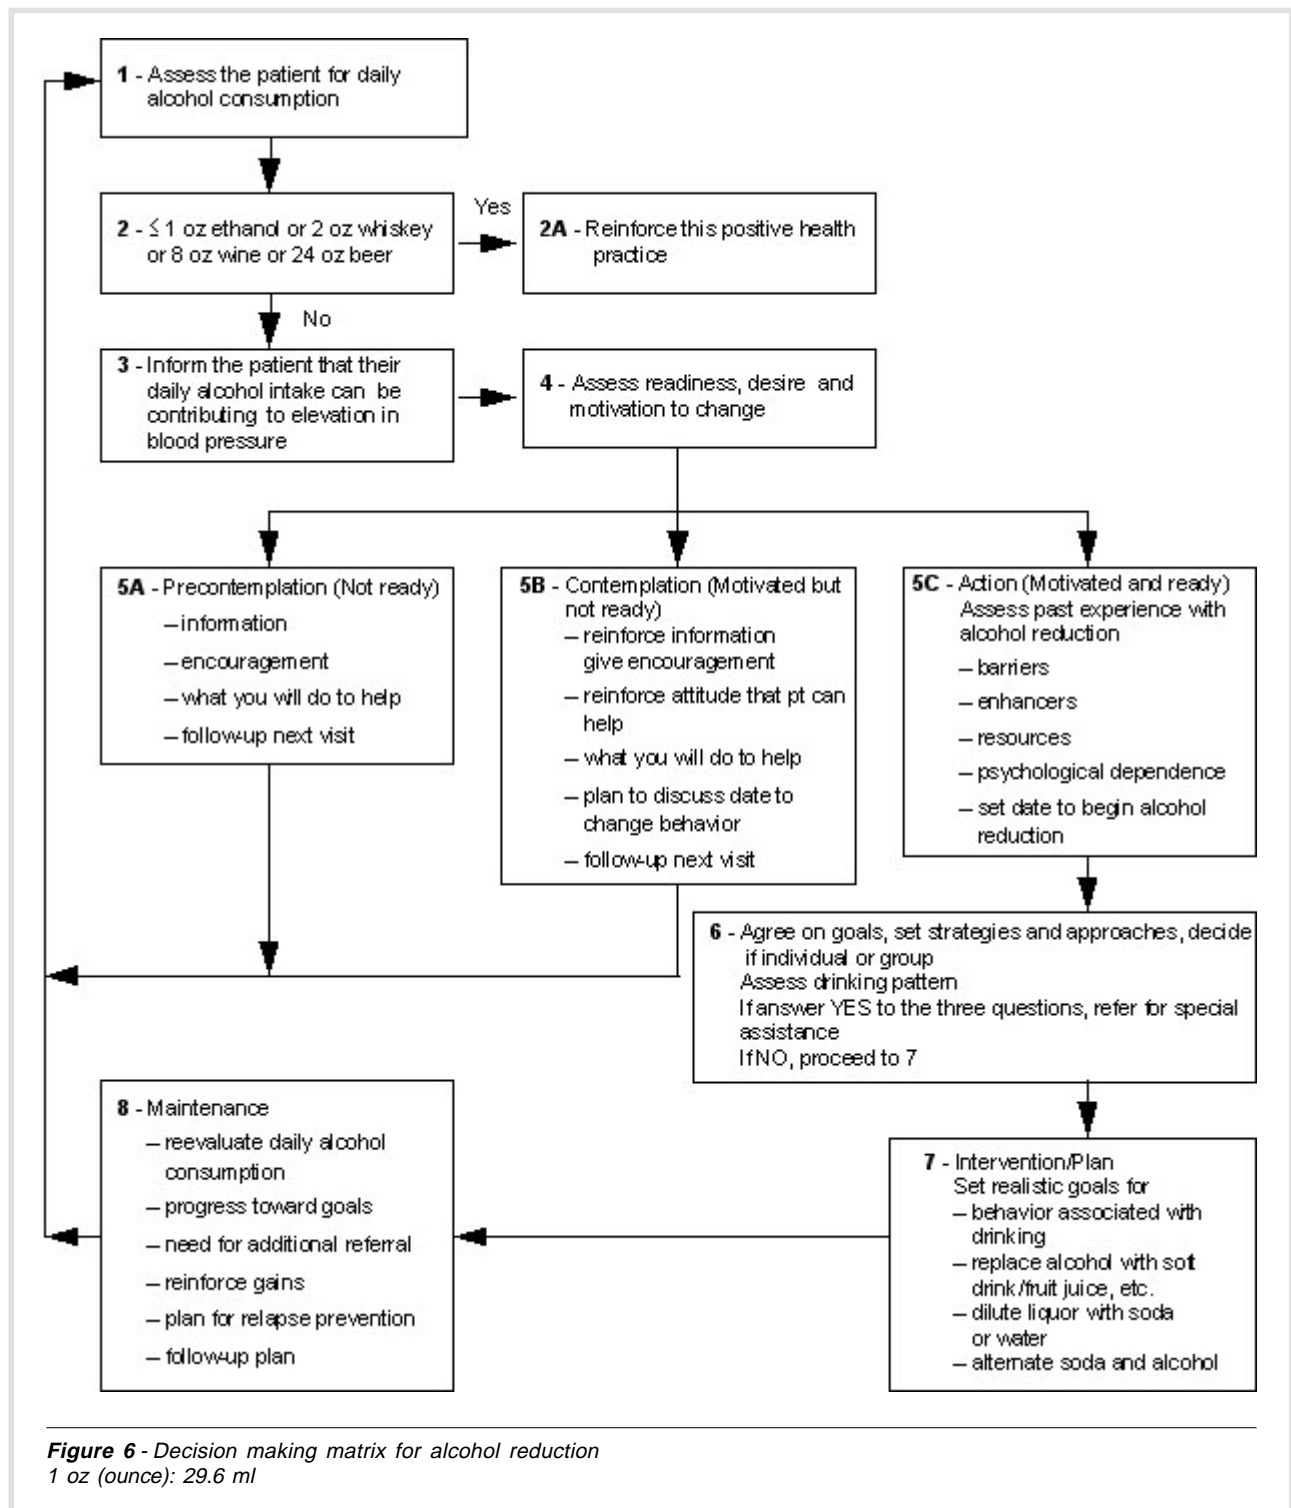 1 - Assess the patient for daily
alcohol consumption
2 - ≤ 1 oz ethanol or 2 oz whiskey
or 8 oz wine or 24 oz beer
Yes
2A - Reinforce this positive health
practice
No
3 - Inform the patient that their
daily alcohol intake can be
contributing to elevation in
blood pressure
4 - Assess readiness, desire and
motivation to change
5A - Precontemplation (Not ready)
– information
– encouragement
– what you will do to help
– follow-up next visit
5B - Contemplation (Motivated but
not ready)
– reinforce information
give encouragement
– reinforce attitude that pt can
help
– what you will do to help
– plan to discuss date to
change behavior
– follow-up next visit
5C - Action (Motivated and ready)
Assess past experience with
alcohol reduction
– barriers
– enhancers
– resources
– psychological dependence
– set date to begin alcohol
reduction
6 - Agree on goals, set strategies and approaches, decide
if individual or group
Assess drinking pattern
If answer YES to the three questions, refer for special
assistance
If NO, proceed to 7
7 - Intervention/Plan
Set realistic goals for
– behavior associated with
drinking
– replace alcohol with soft
drink/fruit juice, etc.
– dilute liquor with soda
or water
– alternate soda and alcohol
8 - Maintenance
– reevaluate daily alcohol
consumption
– progress toward goals
– need for additional referral
– reinforce gains
– plan for relapse prevention
– follow-up plan
Figure 6 - Decision making matrix for alcohol reduction
1 oz (ounce): 29.6 ml